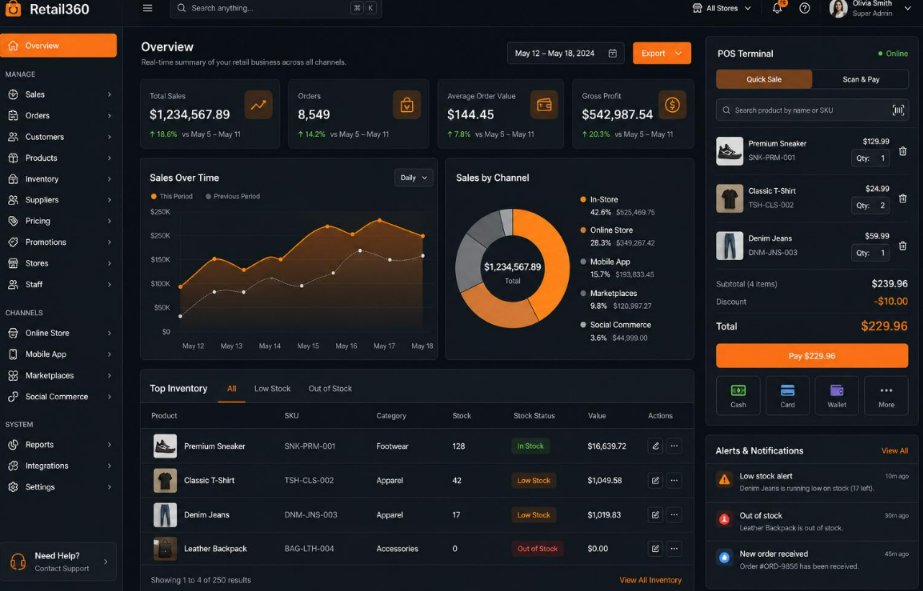 Retail360
Search anything...
⌘ K
All Stores
Olivia Smith
Super Admin
Overview
MANAGE
Sales
Orders
Customers
Products
Inventory
Suppliers
Pricing
Promotions
Stores
Staff
CHANNELS
Online Store
Mobile App
Marketplaces
Social Commerce
SYSTEM
Reports
Integrations
Settings
Need Help?
Contact Support
Overview
Real-time summary of your retail business across all channels.
May 12 – May 18, 2024
Export
Total Sales
$1,234,567.89
↑ 18.6% vs May 5 – May 11
Orders
8,549
↑ 14.2% vs May 5 – May 11
Average Order Value
$144.45
↑ 7.8% vs May 5 – May 11
Gross Profit
$542,987.54
↑ 20.3% vs May 5 – May 11
Sales Over Time
Daily
This Period
Previous Period
$250K
$250K
$150K
$100K
$50K
$0
May 12 May 13 May 14 May 15 May 16 May 17 May 18
Sales by Channel
$1,234,567.89
Total
In-Store
42.6% $525,469.75
Online Store
28.3% $349,267.42
Mobile App
15.7% $193,833.45
Marketplaces
9.8% $120,997.27
Social Commerce
3.6% $44,999.00
Top Inventory All Low Stock Out of Stock
Product SKU Category Stock Stock Status Value Actions
Premium Sneaker SNK-PRM-001 Footwear 128 In Stock $16,639.72
Classic T-Shirt TSH-CLS-002 Apparel 42 Low Stock $1,049.58
Denim Jeans DNM-JNS-003 Apparel 17 Low Stock $1,019.83
Leather Backpack BAG-LTH-004 Accessories 0 Out of Stock $0.00
Showing 1 to 4 of 250 results
View All Inventory
POS Terminal
Online
Quick Sale
Scan & Pay
Search product by name or SKU
Premium Sneaker
SNK-PRM-001
$129.99
Qty: 1
Classic T-Shirt
TSH-CLS-002
$24.99
Qty: 2
Denim Jeans
DNM-JNS-003
$59.99
Qty: 1
Subtotal (4 items) $239.96
Discount -$10.00
Total $229.96
Pay $229.96
Cash
Card
Wallet
More
Alerts & Notifications
View All
Low stock alert 10m ago
Denim Jeans is running low on stock (17 left).
Out of stock 30m ago
Leather Backpack is out of stock.
New order received 45m ago
Order #ORD-9856 has been received.